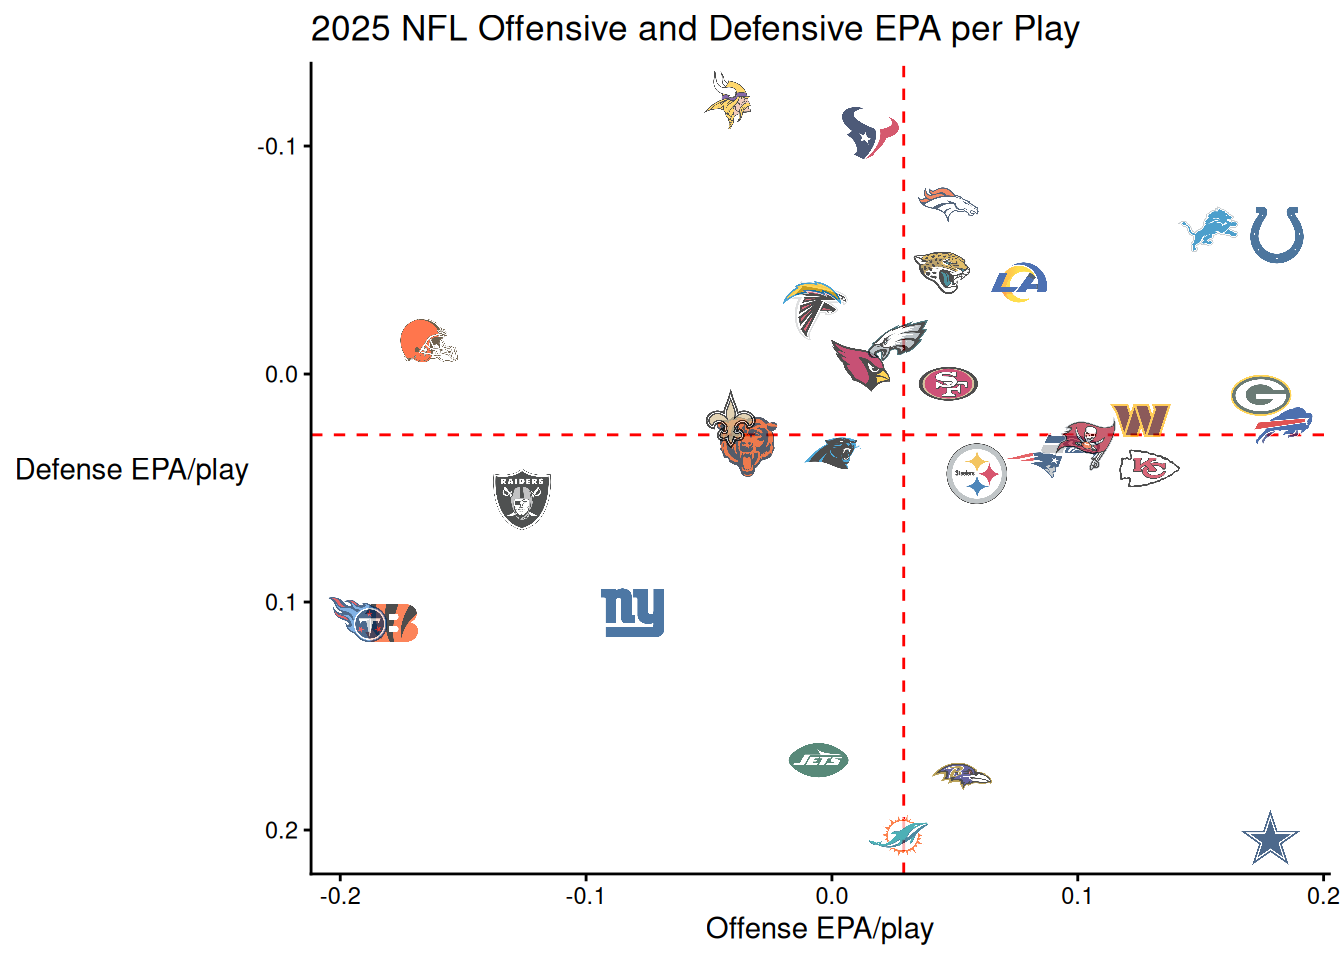 2025 NFL Offensive and Defensive EPA per Play
-0.1
0.0
Defense EPA/play
0.1
0.2
-0.2
-0.1
0.0
0.1
0.2
Offense EPA/play
LA
SF
G
W
Steelers
KC
RAIDERS
T
B
ny
JETS